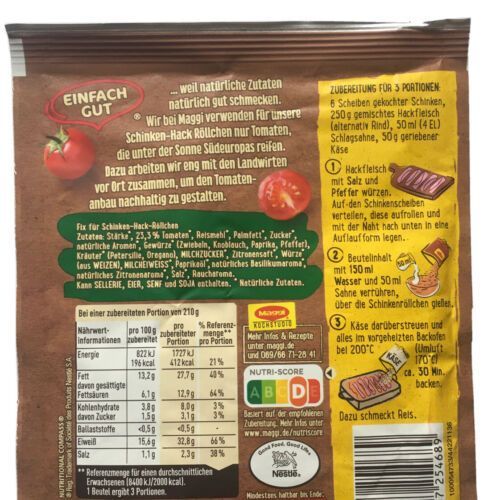 EINFACH
GUT
... weil natürliche Zutaten
natürlich gut schmecken.
Wir bei Maggi verwenden für unsere
Schinken-Hack Röllchen nur Tomaten,
die unter der Sonne Südeuropas reifen.
Dazu arbeiten wir eng mit den Landwirten
vor Ort zusammen, um den Tomaten-
anbau nachhaltig zu gestalten.
Fix für Schinken-Hack-Röllchen
Zutaten: Stärke*, 23,3 % Tomaten*, Reismehl*, Palmfett*, Zucker*,
natürliche Aromen*, Gewürze* (Zwiebeln, Knoblauch, Paprika, Pfeffer),
Kräuter* (Petersilie, Oregano), MILCHZUCKER*, Zitronensaft*, Würze*
(aus WEIZEN), MILCHEIWEISS*, Paprikaöl*, natürliches Basilikumaroma*,
natürliches Zitronenaroma*, Salz*, Raucharoma.
Kann SELLERIE, EIER, SENF und SOJA enthalten. *Natürliche Zutaten.
Bei einer zubereiteten Portion von 210 g
Nährwert-
informationen
pro 100 g
zubereitet
pro
zubereiteter
Portion
% Referenz-
menge**
pro Portion
Energie 822 kJ 1727 kJ
196 kcal 412 kcal 21 %
Fett 13,2 g 27,7 g 40 %
davon gesättigte
Fettsäuren 6,1 g 12,9 g 64 %
Kohlenhydrate 3,8 g 8,0 g 3 %
davon Zucker 1,5 g 3,1 g 3 %
Ballaststoffe <0,5 g <0,5 g -
Eiweiß 15,6 g 32,8 g 66 %
Salz 1,1 g 2,3 g 38 %
**Referenzmenge für einen durchschnittlichen
Erwachsenen (8400 kJ/2000 kcal).
1 Beutel ergibt 3 Portionen.
NUTRITIONAL COMPASS®
Maggi
KOCHSTUDIO
Mehr Infos & Rezepte
unter maggi.de
und 069/66 71-28 41
NUTRI-SCORE
A B C D E
Basiert auf der empfohlenen
Zubereitung. Mehr Infos:
www.maggi.de/nutriscore
Good Food, Good Life
Nestlé
Mindestens haltbar bis Ende:
ZUBEREITUNG FÜR 3 PORTIONEN:
6 Scheiben gekochter Schinken,
250 g gemischtes Hackfleisch
(alternativ Rind), 50 ml (4 EL)
Schlagsahne, 50 g geriebener
Käse
1 Hackfleisch
mit Salz und
Pfeffer würzen.
Auf den Schinkenscheiben
verteilen, diese aufrollen und
mit der Naht nach unten in eine
Auflaufform legen.
2 Beutelinhalt
mit 150 ml
Wasser und 50 ml
Sahne verrühren,
über die Schinkenröllchen gießen.
3 Käse darüberstreuen und
alles im vorgeheizten Backofen
bei 200°C (Umluft
170°C)
ca. 30 Min.
backen.
KÄSE
Dazu schmeckt Reis.
7 254689